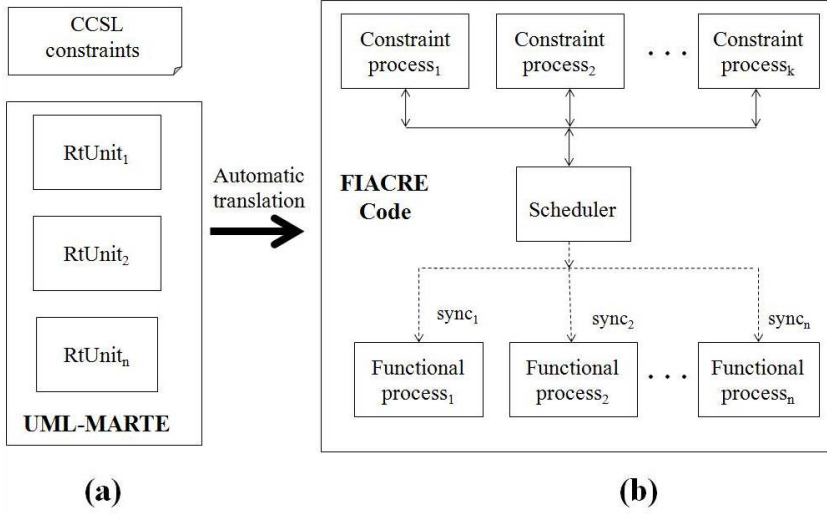 CCSL
constraints
RtUnit₁
RtUnit₂
RtUnitₙ
UML-MARTE
(a)
Automatic
translation
Constraint
process₁
Constraint
process₂
. . .
Constraint
processₖ
FIACRE
Code
Scheduler
sync₁
sync₂
syncₙ
Functional
process₁
Functional
process₂
. . .
Functional
processₙ
(b)